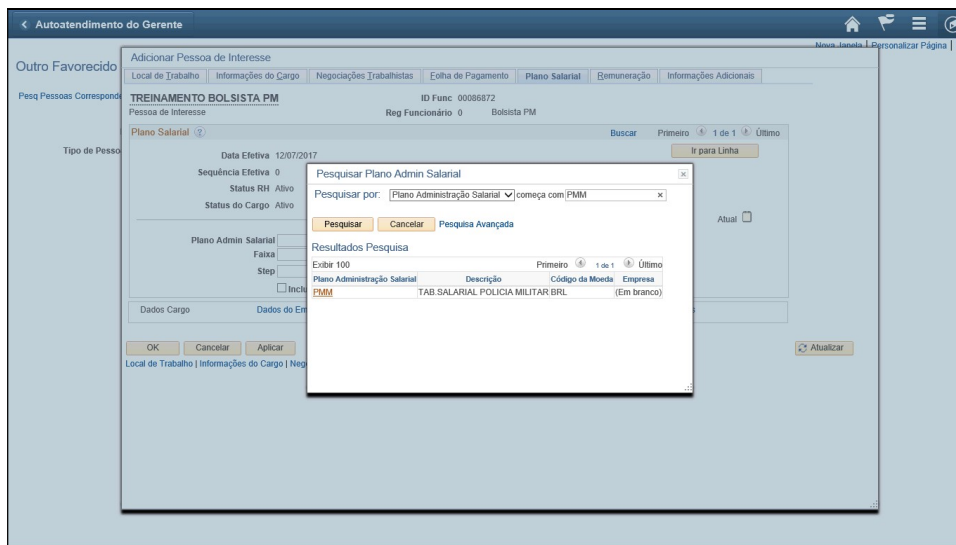 Autoatendimento do Gerente
Nova Janela | Personalizar Página |
Outro Favorecido
Adicionar Pessoa de Interesse
Local de Trabalho Informações do Cargo Negociações Trabalhistas Folha de Pagamento Plano Salarial Remuneração Informações Adicionais
Pesq Pessoas Corresponde
TREINAMENTO BOLSISTA PM ID Func 00086872
Pessoa de Interesse Reg Funcionário 0 Bolsista PM
Plano Salarial Buscar Primeiro 1 de 1 Último
Tipo de Pesso
Data Efetiva 12/07/2017 Ir para Linha
Sequência Efetiva 0
Status RH Ativo
Status do Cargo Ativo
Atual
Plano Admin Salarial
Faixa
Step
Inclu
Dados Cargo Dados do Em
OK Cancelar Aplicar Atualizar
Local de Trabalho | Informações do Cargo | Neg
Pesquisar Plano Admin Salarial
Pesquisar por: Plano Administração Salarial começa com PMM
Pesquisar Cancelar Pesquisa Avançada
Resultados Pesquisa
Exibir 100 Primeiro 1 de 1 Último
Plano Administração Salarial Descrição Código da Moeda Empresa
PMM TAB.SALARIAL POLICIA MILITAR BRL (Em branco)